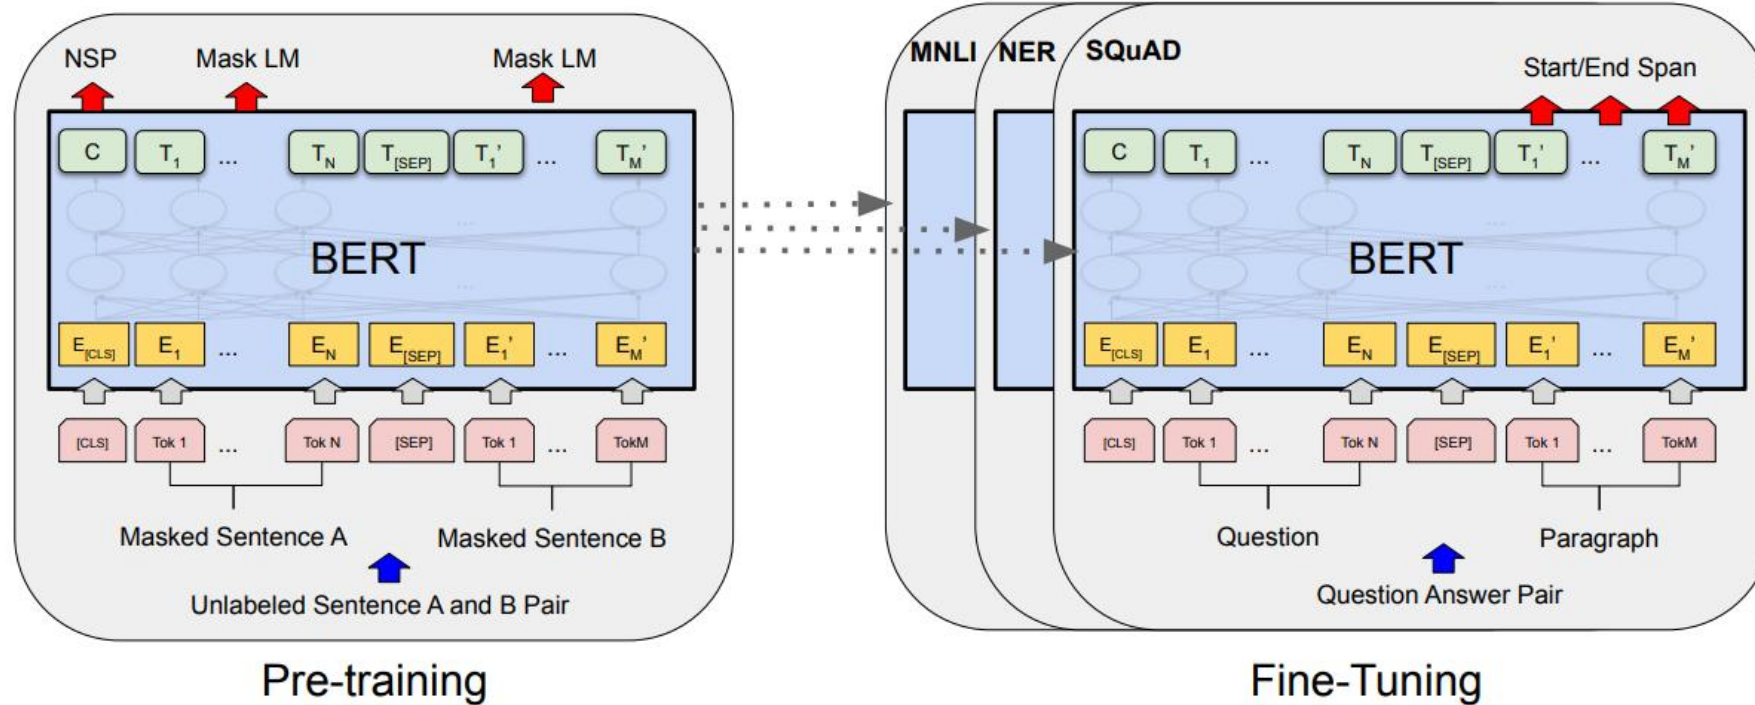 NSP Mask LM Mask LM
C T1 ... TN T[SEP] T1’ ... TM’
...
BERT
...
E[CLS] E1 ... EN E[SEP] E1’ ... EM’
[CLS] Tok 1 ... Tok N [SEP] Tok 1 ... TokM
Masked Sentence A Masked Sentence B
Unlabeled Sentence A and B Pair
Pre-training
MNLI NER SQuAD
Start/End Span
C T1 ... TN T[SEP] T1’ ... TM’
...
BERT
...
E[CLS] E1 ... EN E[SEP] E1’ ... EM’
[CLS] Tok 1 ... Tok N [SEP] Tok 1 ... TokM
Question Paragraph
Question Answer Pair
Fine-Tuning